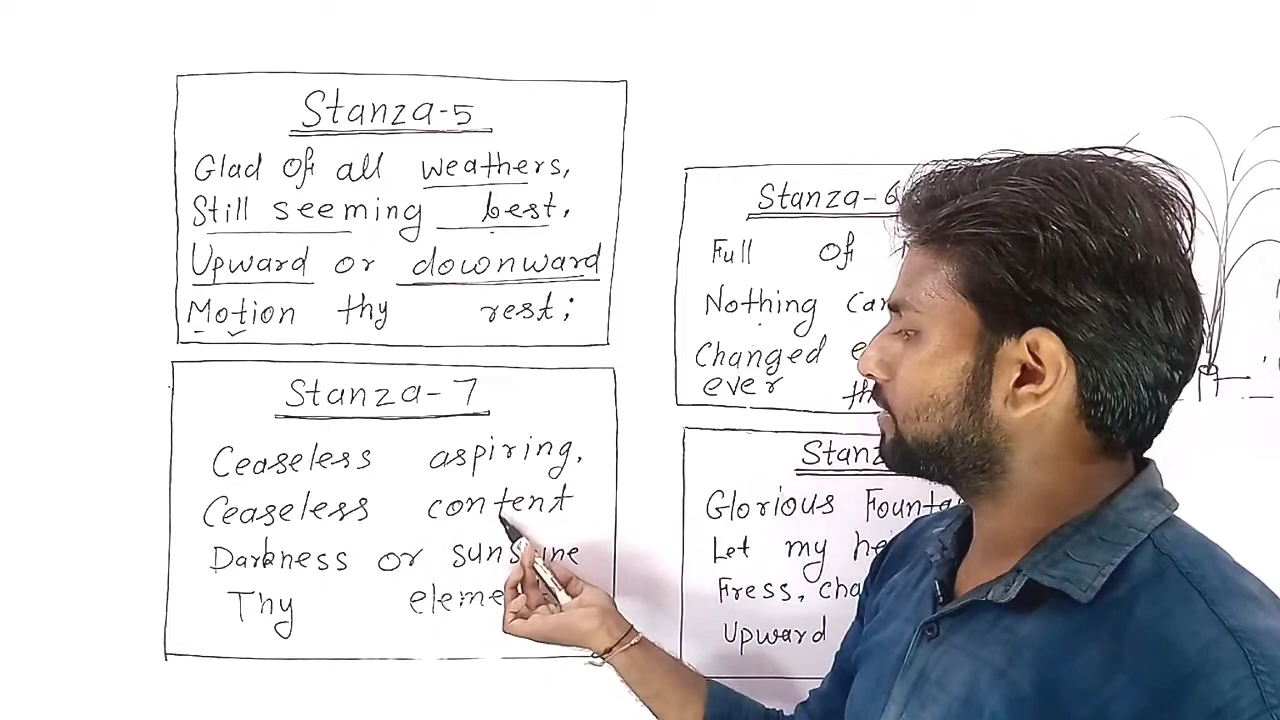 Stanza-5
Glad Of all weathers,
Still seeming best,
Upward or downward
Motion thy rest;
Stanza-6
Full Of
Nothing
Changed
ever
Stanza-7
Ceaseless aspiring,
Ceaseless content
Darkness or
Thy
Glorious
Let my
Fress,
Upward